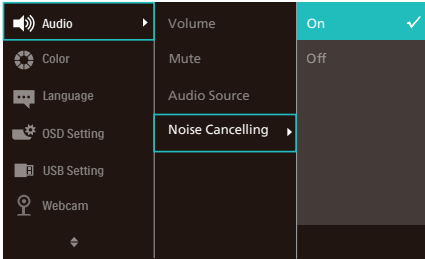 Audio
Color
Language
OSD Setting
USB Setting
Webcam
Volume
Mute
Audio Source
Noise Cancelling
On
Off